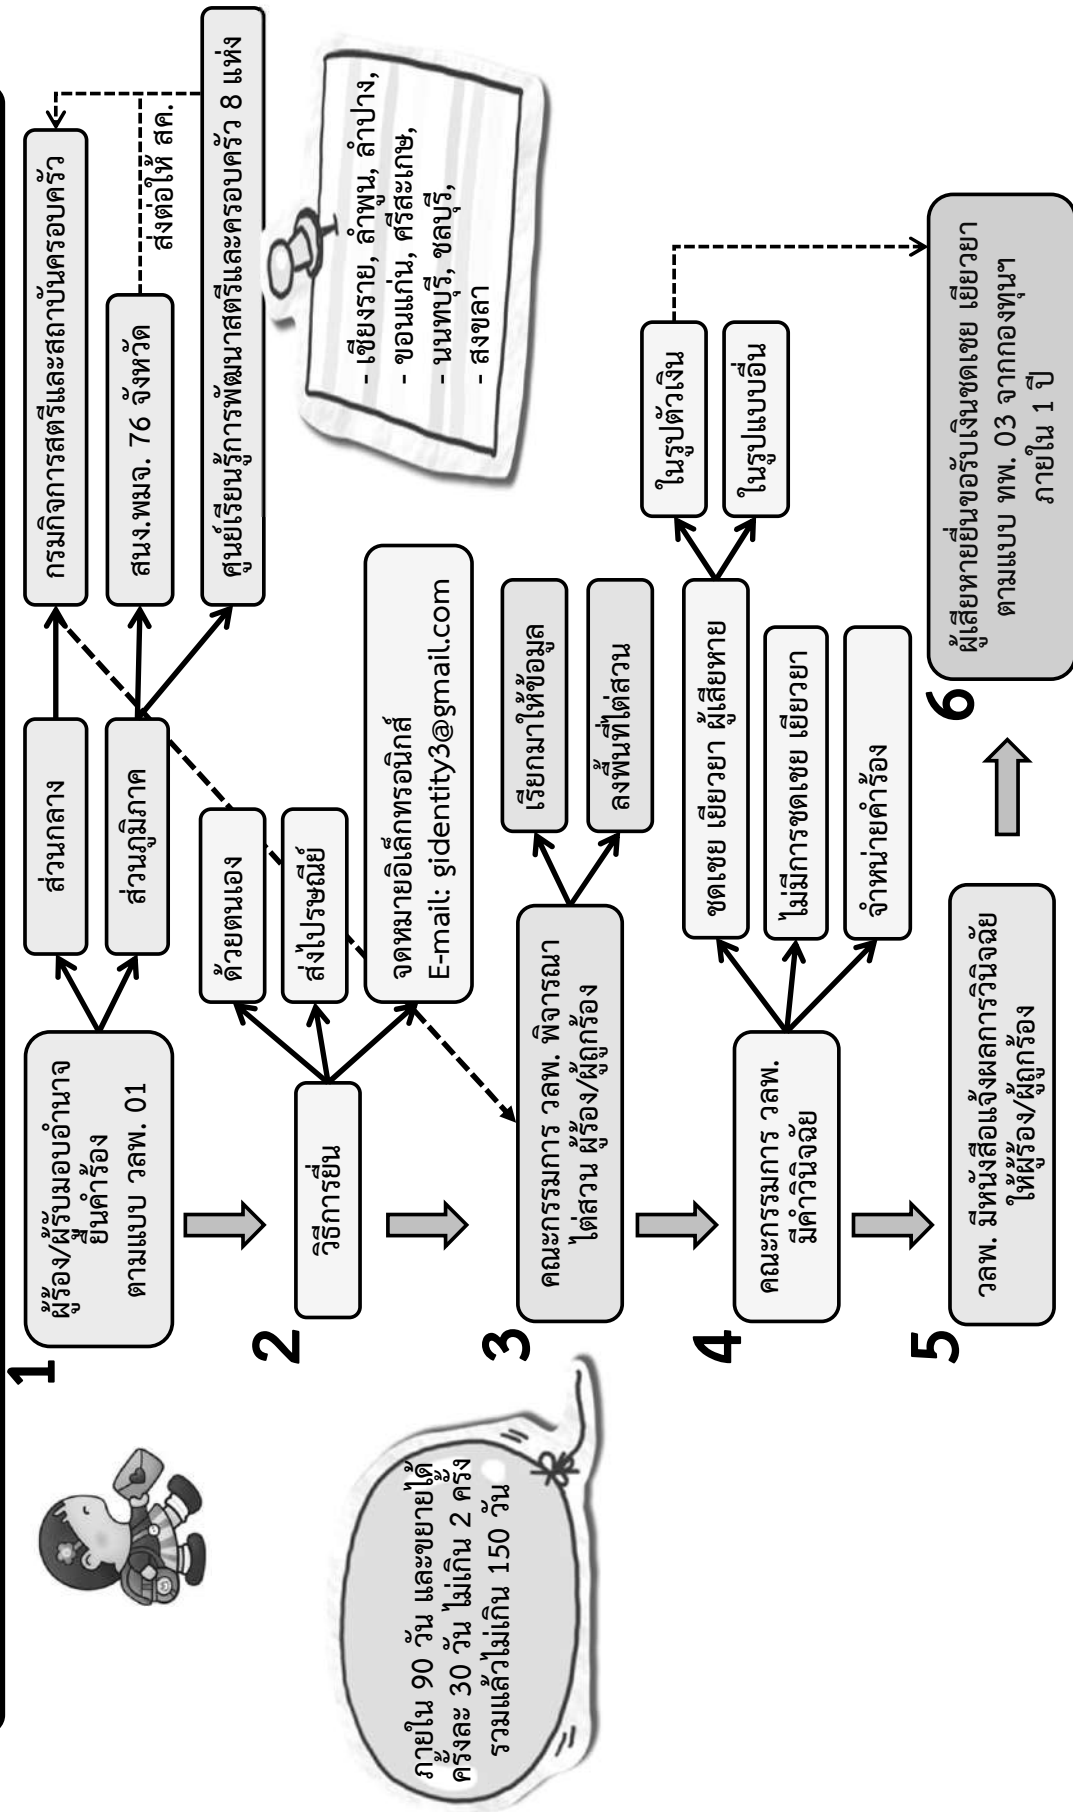 1
ผู้ร้อง/ผู้รับมอบอำนาจ
ยื่นคำร้อง
ตามแบบ วลพ. 01
ส่วนกลาง
ส่วนภูมิภาค
กรมกิจการสตรีและสถาบันครอบครัว
สนง.พมจ. 76 จังหวัด
ศูนย์เรียนรู้การพัฒนาสตรีและครอบครัว 8 แห่ง
ส่งต่อให้ สค.
- เชียงราย, ลำพูน, ลำปาง,
- ขอนแก่น, ศรีสะเกษ,
- นนทบุรี, ชลบุรี,
- สงขลา
2
วิธีการยื่น
ด้วยตนเอง
ส่งไปรษณีย์
จดหมายอิเล็กทรอนิกส์
E-mail: gidentity3@gmail.com
ภายใน 90 วัน และขยายได้
ครั้งละ 30 วัน ไม่เกิน 2 ครั้ง
รวมแล้วไม่เกิน 150 วัน
3
คณะกรรมการ วลพ. พิจารณา
ไต่สวน ผู้ร้อง/ผู้ถูกร้อง
เรียกมาให้ข้อมูล
ลงพื้นที่ไต่สวน
4
คณะกรรมการ วลพ.
มีคำวินิจฉัย
ชดเชย เยียวยา ผู้เสียหาย
ไม่มีการชดเชย เยียวยา
จำหน่ายคำร้อง
ในรูปตัวเงิน
ในรูปแบบอื่น
5
วลพ. มีหนังสือแจ้งผลการวินิจฉัย
ให้ผู้ร้อง/ผู้ถูกร้อง
6
ผู้เสียหายยื่นขอรับเงินชดเชย เยียวยา
ตามแบบ ทพ. 03 จากกองทุนฯ
ภายใน 1 ปี